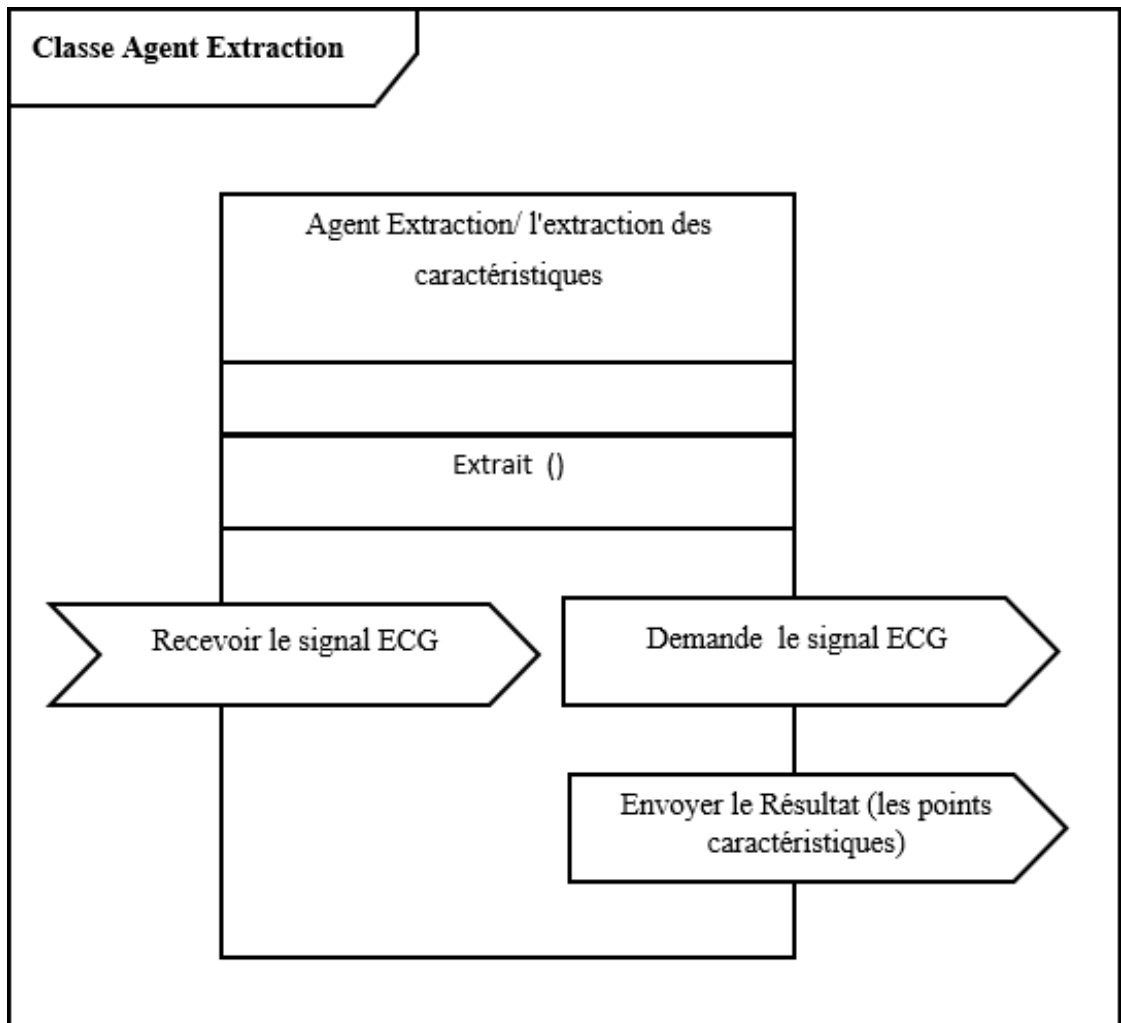 Classe Agent Extraction
Agent Extraction/ l'extraction des
caractéristiques
Extrait  ()
Recevoir le signal ECG
Demande  le signal ECG
Envoyer le Résultat (les points
caractéristiques)